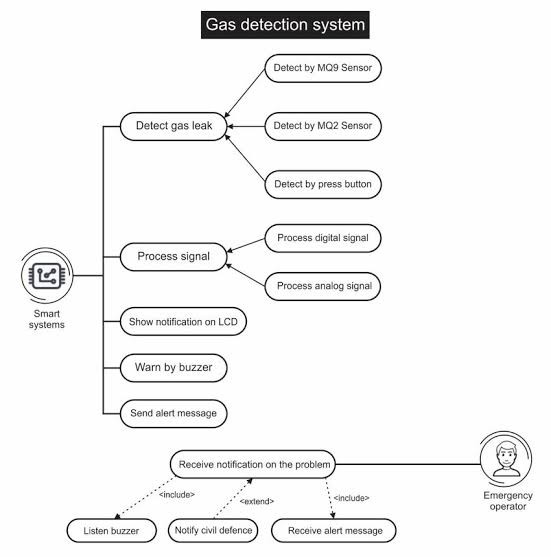 Gas detection system
Detect by MQ9 Sensor
Detect gas leak
Detect by MQ2 Sensor
Detect by press button
Process digital signal
Process signal
Process analog signal
Smart
systems
Show notification on LCD
Warn by buzzer
Send alert message
Receive notification on the problem
Emergency
operator
<include>
<extend>
<include>
Listen buzzer
Notify civil defence
Receive alert message